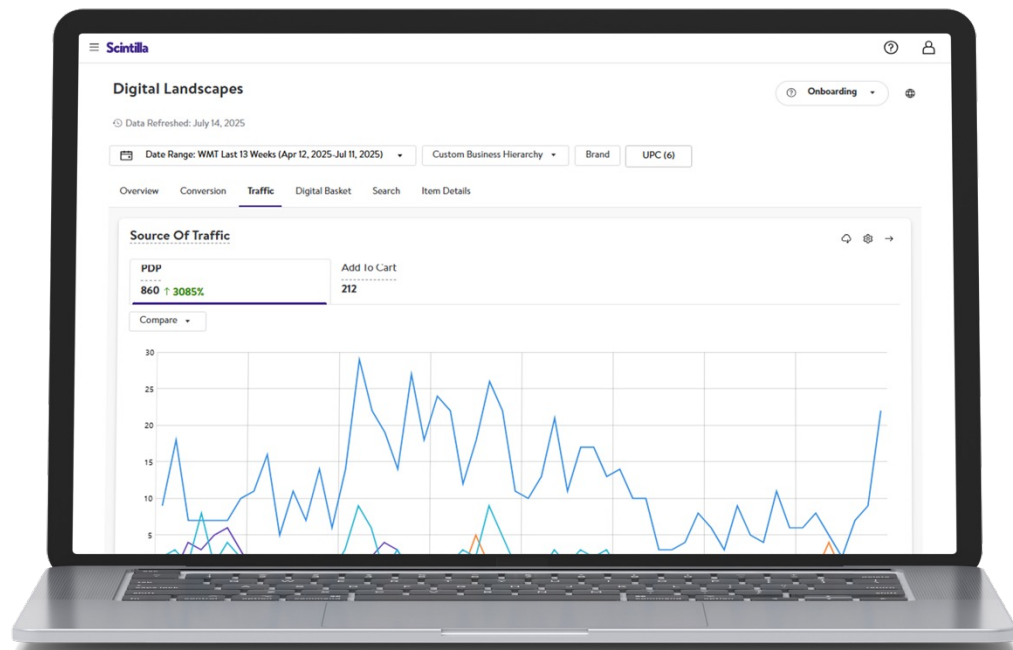 Scintilla
Digital Landscapes
Data Refreshed: July 14, 2025
Onboarding
Date Range: WMT Last 13 Weeks (Apr 12, 2025-Jul 11, 2025)
Custom Business Hierarchy
Brand
UPC (6)
Overview
Conversion
Traffic
Digital Basket
Search
Item Details
Source Of Traffic
PDP
860 ↑ 3085%
Add To Cart
212
Compare
30
25
20
15
10
5